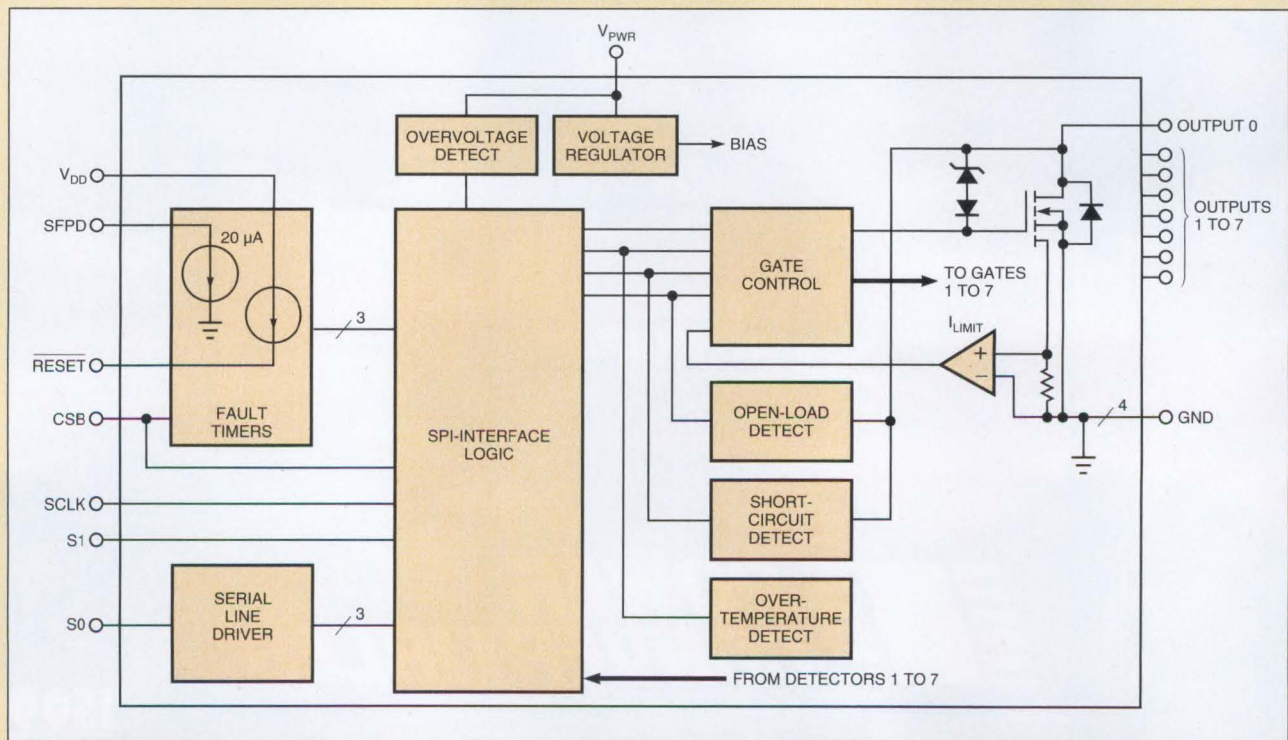 V_PWR
OVERVOLTAGE
DETECT
VOLTAGE
REGULATOR
BIAS
OUTPUT 0
OUTPUTS
1 TO 7
V_DD
SFPD
20 µA
RESET
CSB
FAULT
TIMERS
3
SCLK
S1
S0
SERIAL
LINE
DRIVER
3
SPI-INTERFACE
LOGIC
GATE
CONTROL
TO GATES
1 TO 7
I_LIMIT
+
−
4
GND
OPEN-LOAD
DETECT
SHORT-
CIRCUIT
DETECT
OVER-
TEMPERATURE
DETECT
FROM DETECTORS 1 TO 7